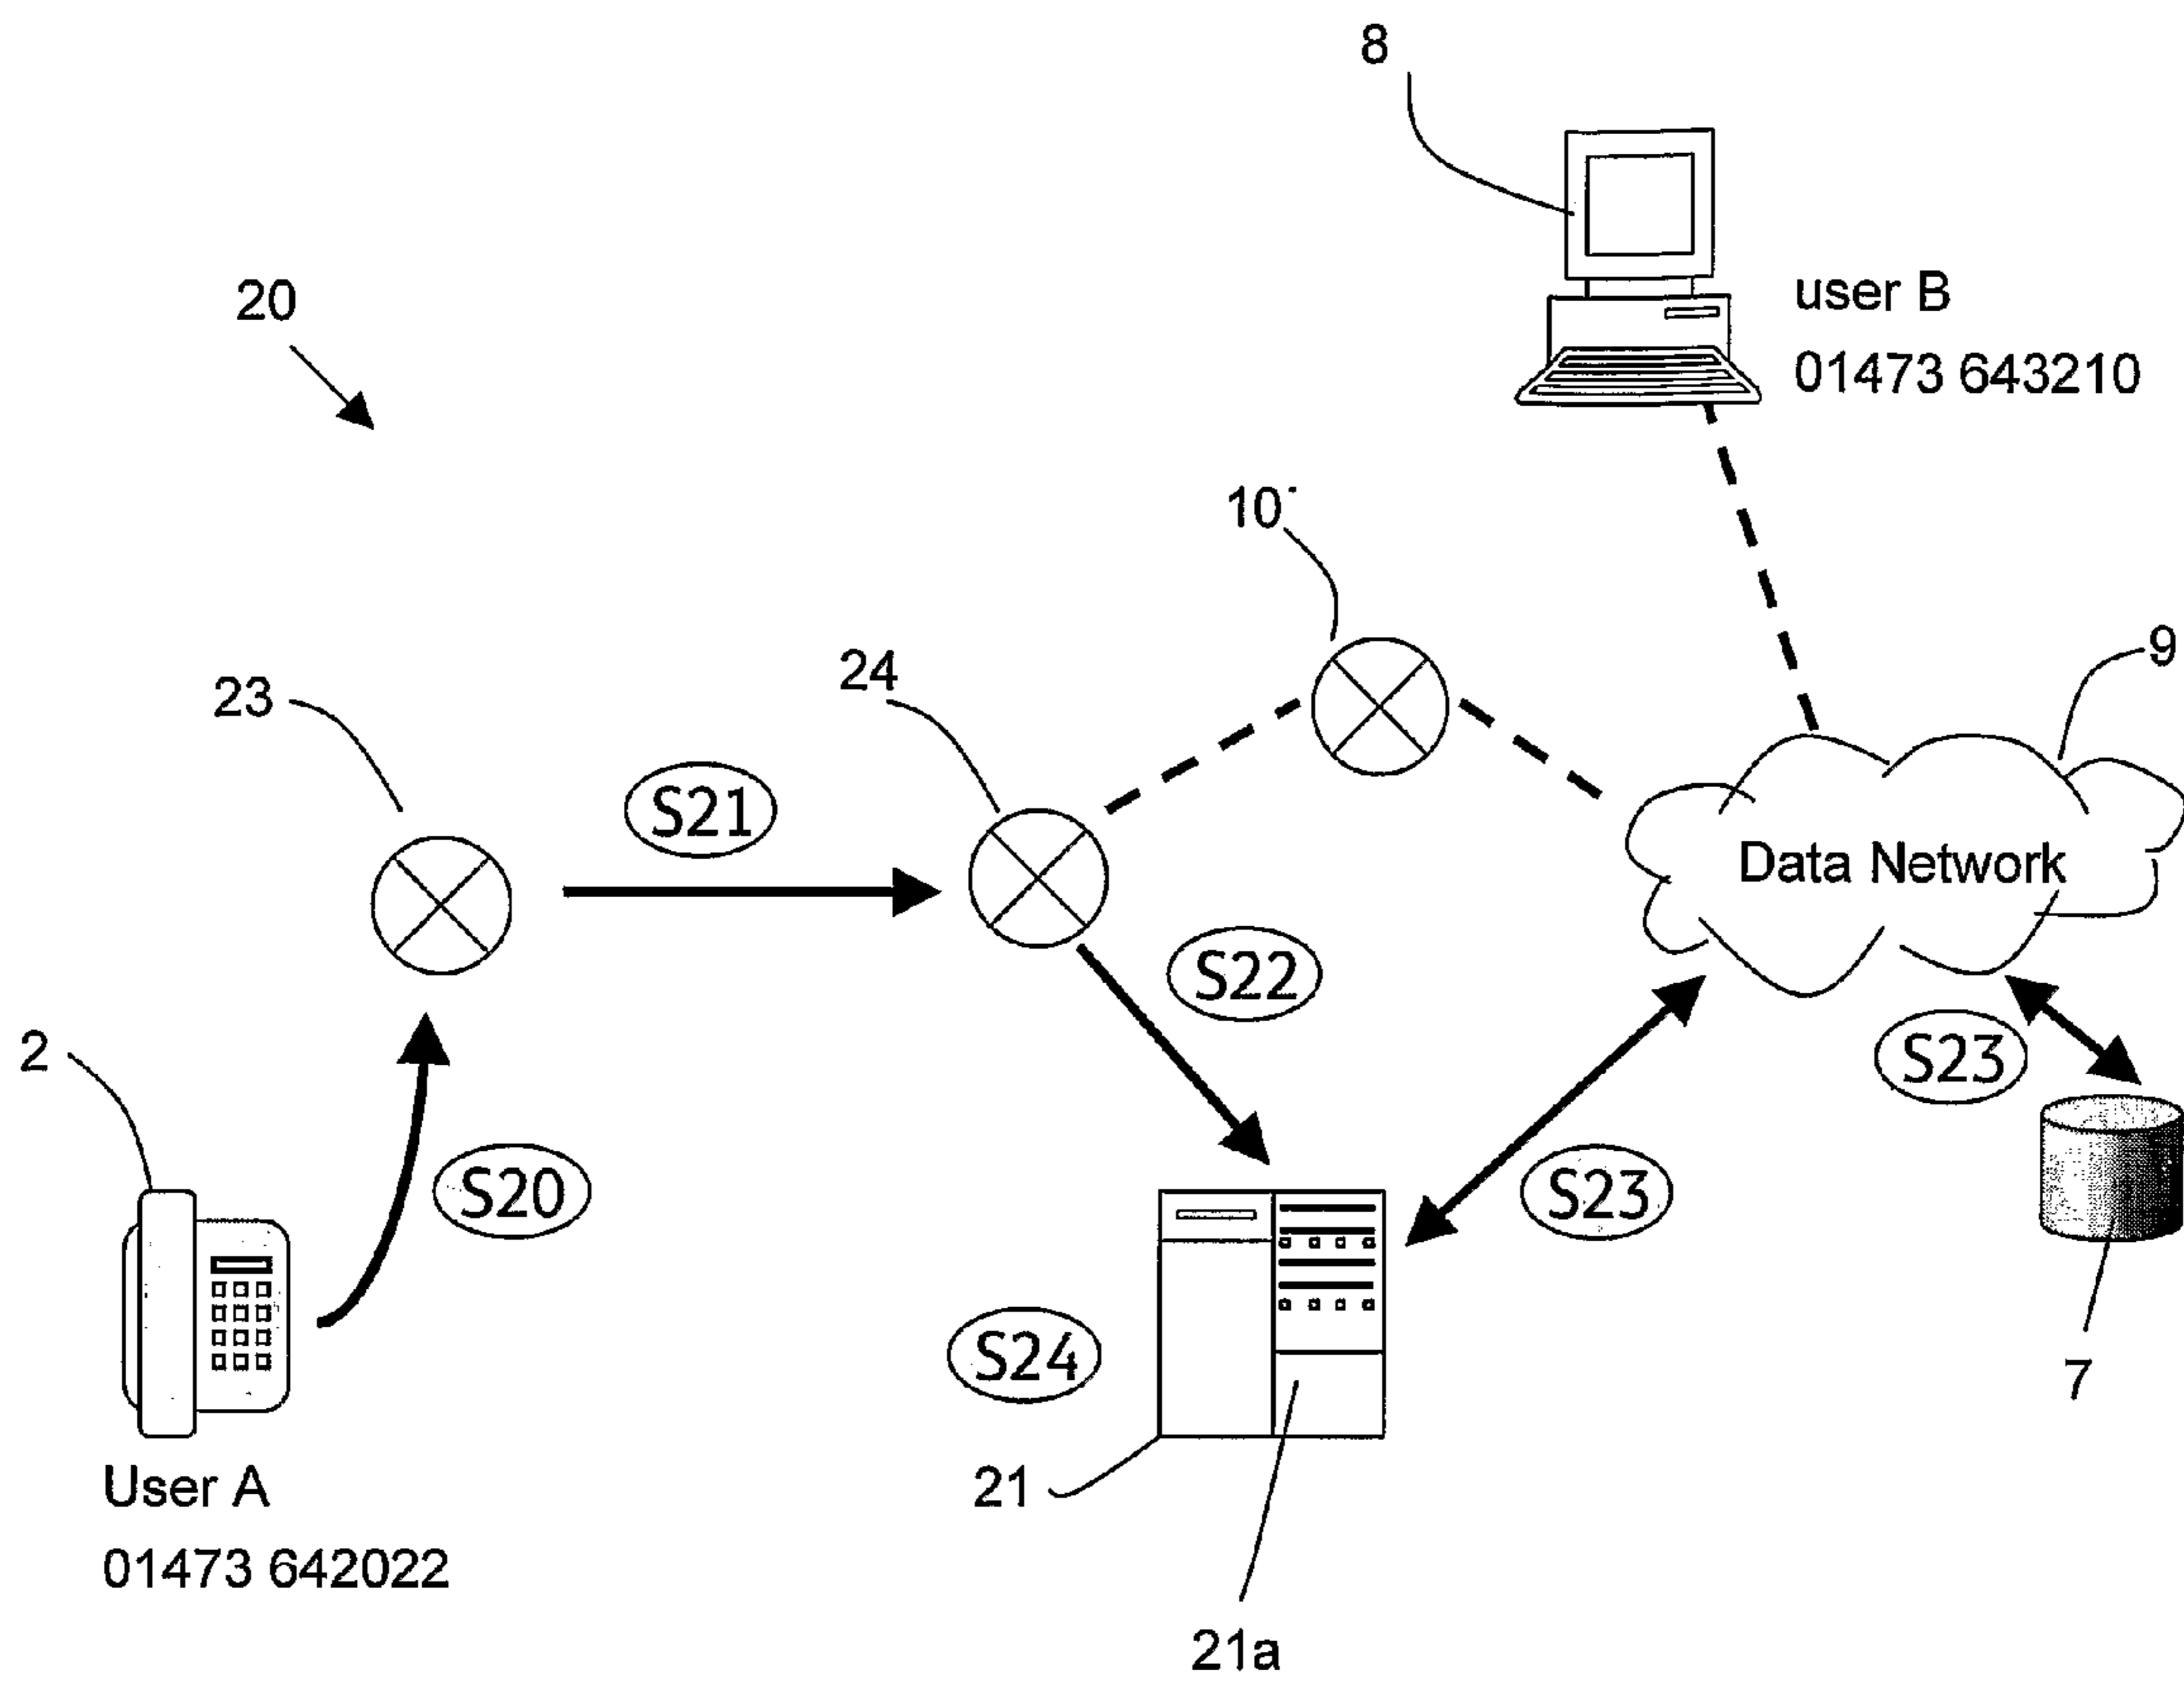 8
20
user B
01473 643210
10
9
24
23
S21
Data Network
S22
2
S23
S20
S23
S24
7
21
User A
01473 642022
21a